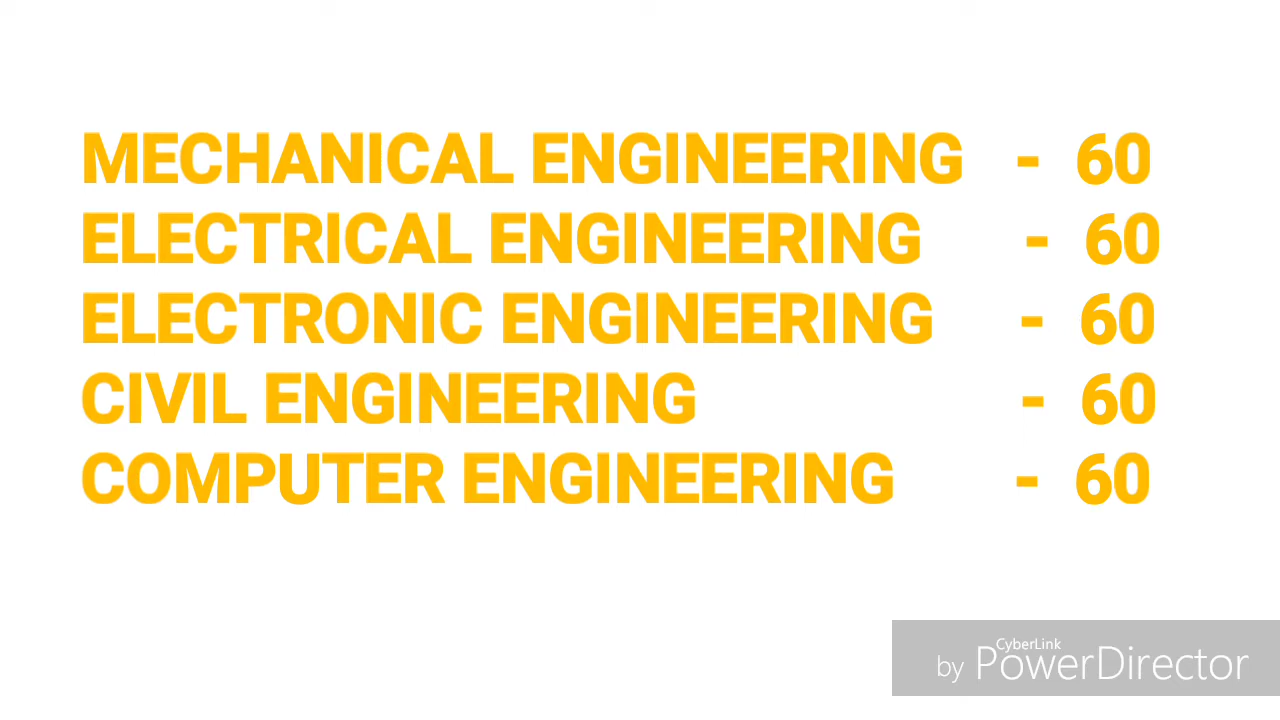 MECHANICAL ENGINEERING - 60
ELECTRICAL ENGINEERING - 60
ELECTRONIC ENGINEERING - 60
CIVIL ENGINEERING - 60
COMPUTER ENGINEERING - 60
CyberLink
by PowerDirector